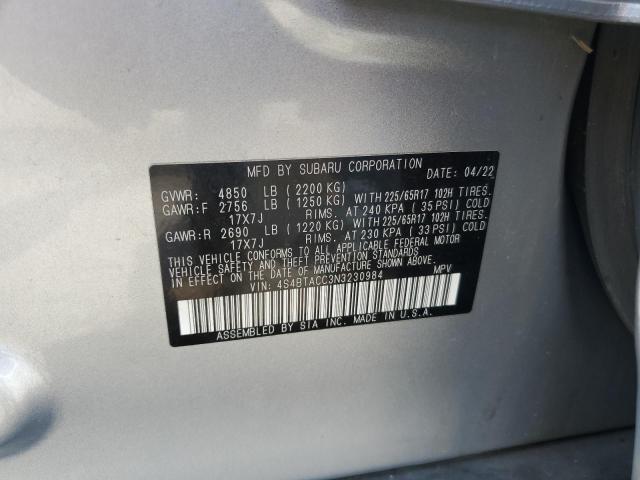 MFD BY SUBARU CORPORATION DATE: 04/22
GVWR: 4850 LB ( 2200 KG)
GAWR:F 2756 LB ( 1250 KG) WITH 225/65R17 102H TIRES.
17X7J RIMS. AT 240 KPA ( 35 PSI) COLD
GAWR:R 2690 LB ( 1220 KG) WITH 225/65R17 102H TIRES.
17X7J RIMS. AT 230 KPA ( 33 PSI) COLD
THIS VEHICLE CONFORMS TO ALL APPLICABLE FEDERAL MOTOR
VEHICLE SAFETY AND THEFT PREVENTION STANDARDS IN EFFECT
ON THE DATE OF MANUFACTURE SHOWN ABOVE.
VIN: 4S4BTACC3N3230984 MPV
ASSEMBLED BY SIA INC. MADE IN U.S.A.